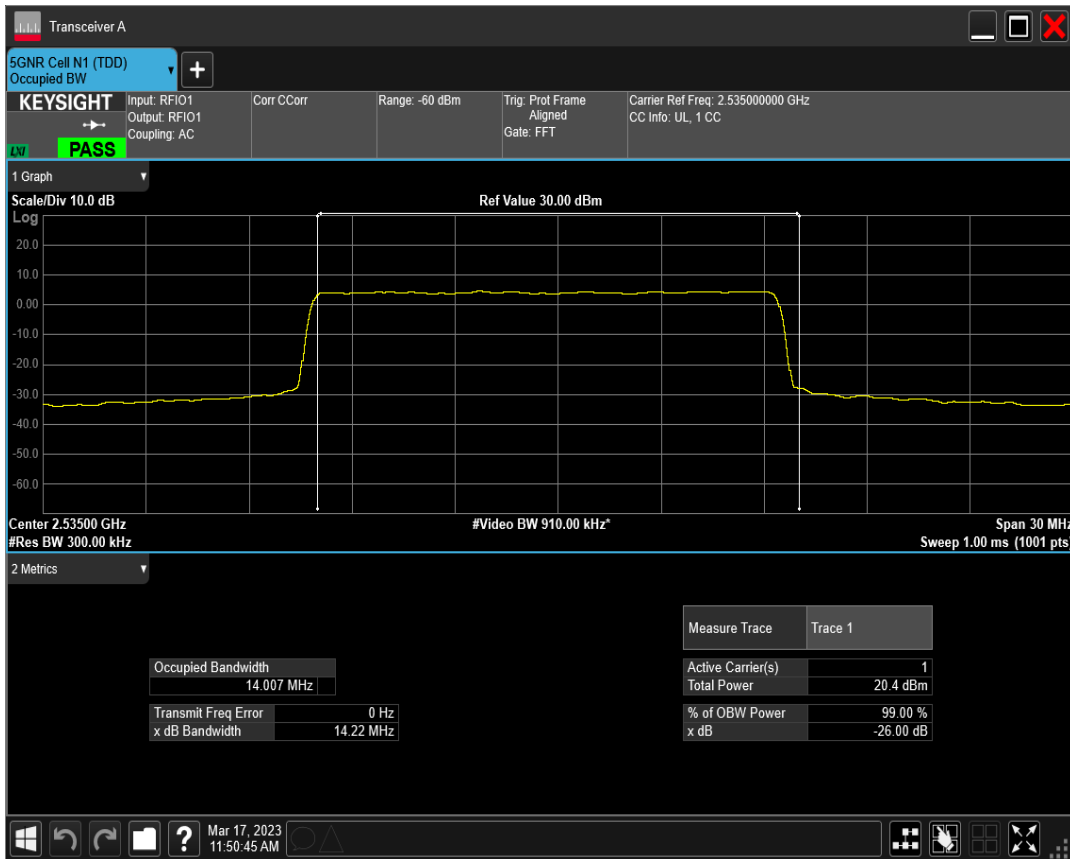 Transceiver A
5GNR Cell N1 (TDD)
Occupied BW
+
KEYSIGHT
LXI
PASS
Input: RFIO1
Output: RFIO1
Coupling: AC
Corr CCorr
Range: -60 dBm
Trig: Prot Frame
Aligned
Gate: FFT
Carrier Ref Freq: 2.535000000 GHz
CC Info: UL, 1 CC
1 Graph
Scale/Div 10.0 dB
Ref Value 30.00 dBm
Log
20.0
10.0
0.00
-10.0
-20.0
-30.0
-40.0
-50.0
-60.0
Center 2.53500 GHz
#Video BW 910.00 kHz*
Span 30 MHz
#Res BW 300.00 kHz
Sweep 1.00 ms (1001 pts)
2 Metrics
Measure Trace Trace 1
Occupied Bandwidth
14.007 MHz
Active Carrier(s) 1
Total Power 20.4 dBm
Transmit Freq Error 0 Hz
x dB Bandwidth 14.22 MHz
% of OBW Power 99.00 %
x dB -26.00 dB
?
Mar 17, 2023
11:50:45 AM